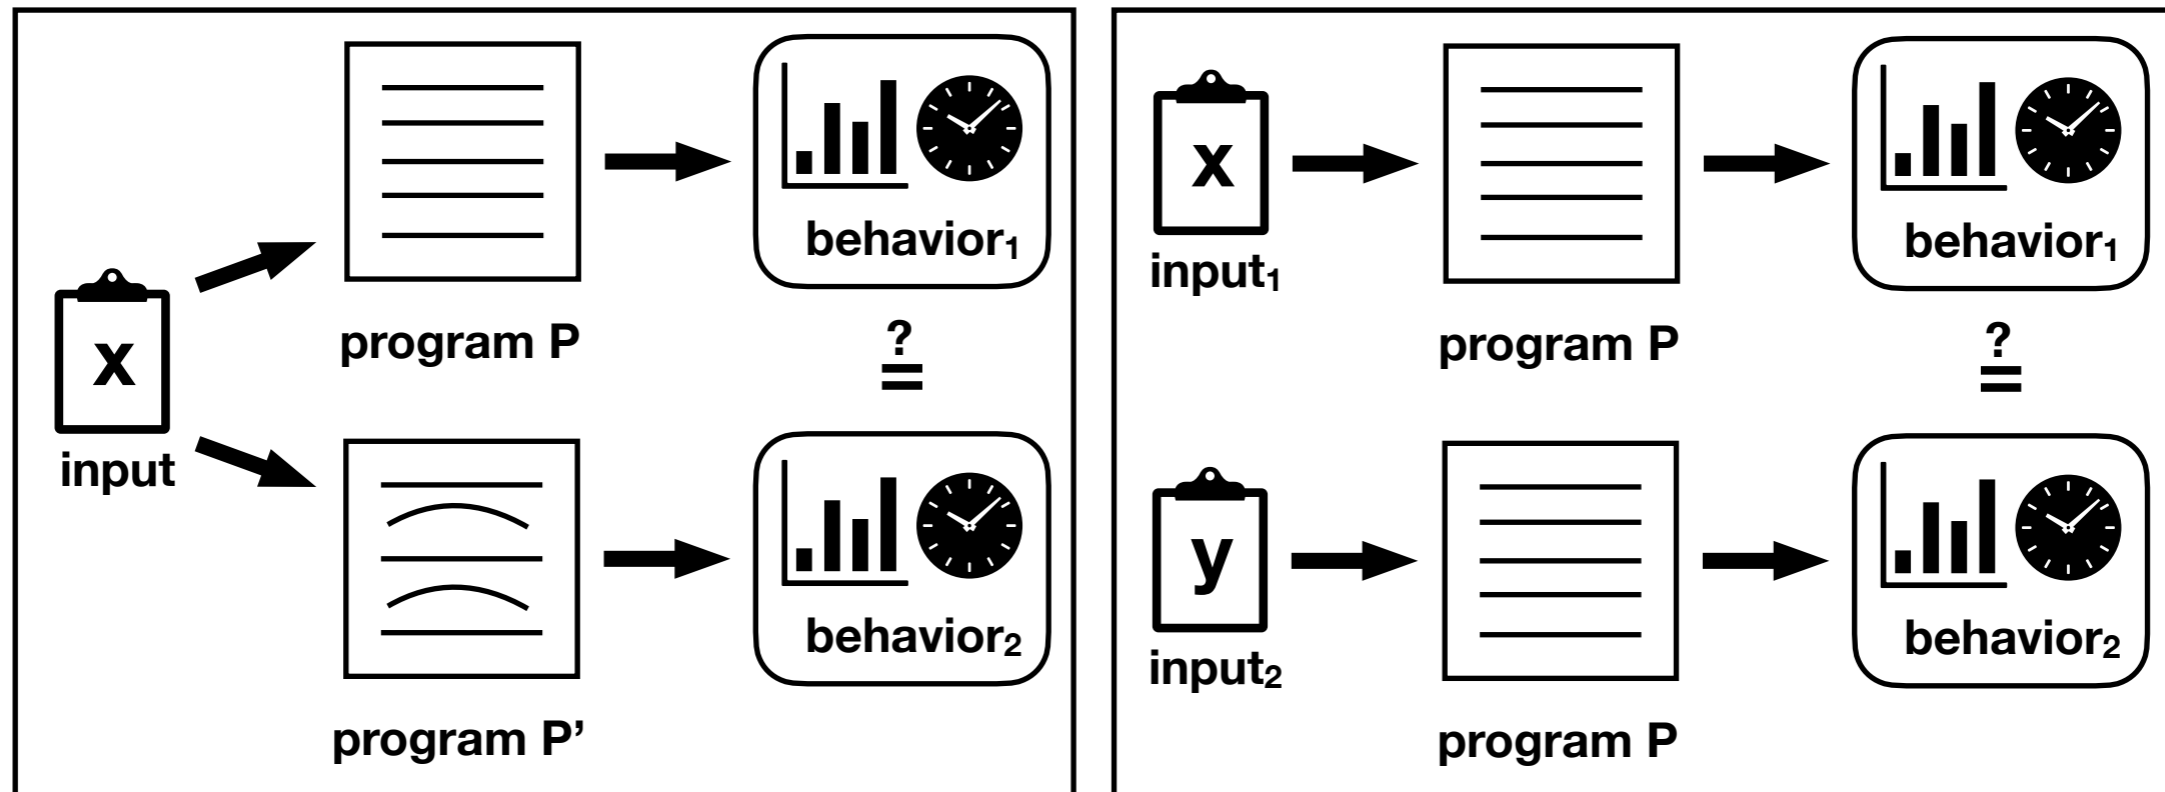 behavior₁
program P
?
=
x
input
behavior₂
program P’
x
input₁
behavior₁
program P
?
=
y
input₂
behavior₂
program P